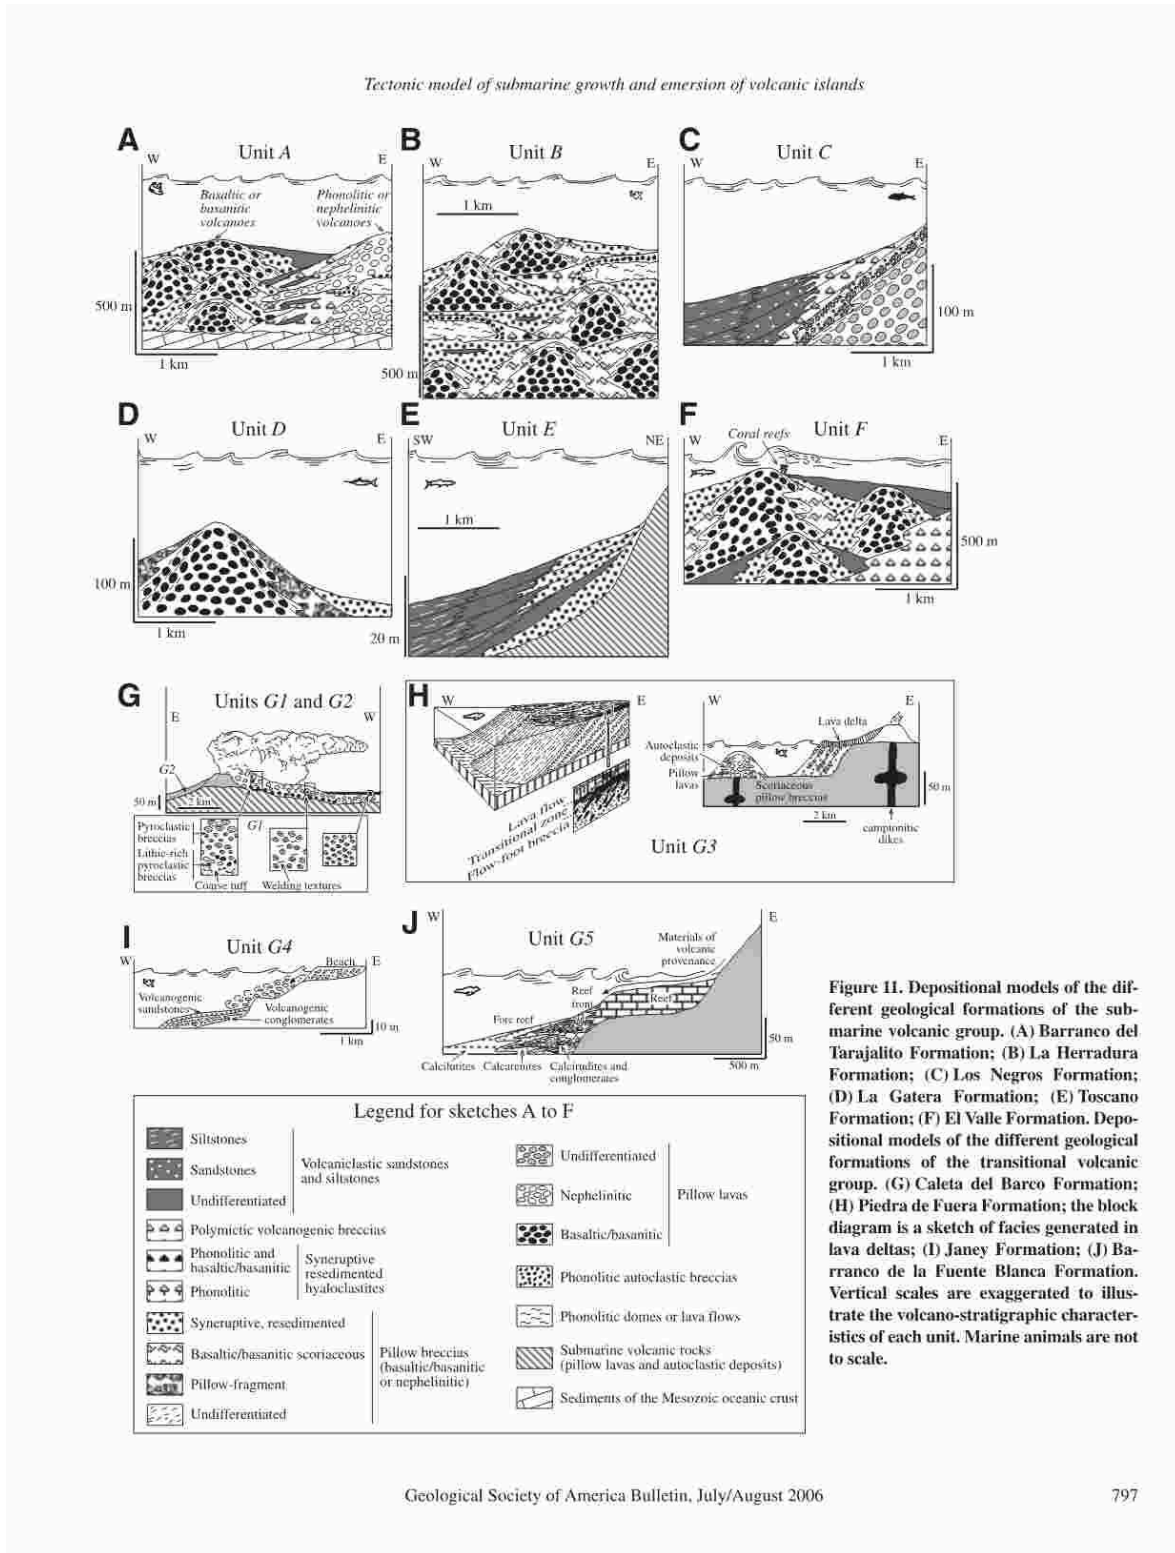 Tectonic model of submarine growth and emersion of volcanic islands
A
Unit A
W
E
Basaltic or
basanitic
volcanoes
Phonolitic or
nephelinitic
volcanoes
500 m
1 km
B
Unit B
W
E
1 km
500 m
C
Unit C
W
E
100 m
1 km
D
Unit D
W
E
100 m
1 km
E
Unit E
SW
NE
1 km
20 m
F
Unit F
W
E
Coral reefs
500 m
1 km
G
Units G1 and G2
E
W
G2
50 m
2 km
G1
Pyroclastic
breccias
Lithic-rich
pyroclastic
breccias
Coarse tuff
Welding textures
H
W
E
Lava flow
Transitional zone
Flow-foot breccia
W
E
Lava delta
Autoclastic
deposits
Pillow
lavas
Scoriaceous
pillow breccias
50 m
2 km
camptonitic
dikes
Unit G3
I
Unit G4
W
E
Beach
Volcanogenic
sandstones
Volcanogenic
conglomerates
10 m
1 km
J
W
E
Unit G5
Materials of
volcanic
provenance
Reef
front
Reef
Fore reef
50 m
Calcilutites
Calcarenites
Calcirudites and
conglomerates
500 m
Legend for sketches A to F
Siltstones
Sandstones
Undifferentiated
Volcaniclastic sandstones
and siltstones
Polymictic volcanogenic breccias
Phonolitic and
basaltic/basanitic
Phonolitic
Syneruptive
resedimented
hyaloclastites
Syneruptive, resedimented
Basaltic/basanitic scoriaceous
Pillow-fragment
Undifferentiated
Pillow breccias
(basaltic/basanitic
or nephelinitic)
Undifferentiated
Nephelinitic
Basaltic/basanitic
Pillow lavas
Phonolitic autoclastic breccias
Phonolitic domes or lava flows
Submarine volcanic rocks
(pillow lavas and autoclastic deposits)
Sediments of the Mesozoic oceanic crust
Figure 11. Depositional models of the dif-
ferent geological formations of the sub-
marine volcanic group. (A) Barranco del
Tarajalito Formation; (B) La Herradura
Formation; (C) Los Negros Formation;
(D) La Gatera Formation; (E) Toscano
Formation; (F) El Valle Formation. Depo-
sitional models of the different geological
formations of the transitional volcanic
group. (G) Caleta del Barco Formation;
(H) Piedra de Fuera Formation; the block
diagram is a sketch of facies generated in
lava deltas; (I) Janey Formation; (J) Ba-
rranco de la Fuente Blanca Formation.
Vertical scales are exaggerated to illus-
trate the volcano-stratigraphic character-
istics of each unit. Marine animals are not
to scale.
Geological Society of America Bulletin, July/August 2006
797